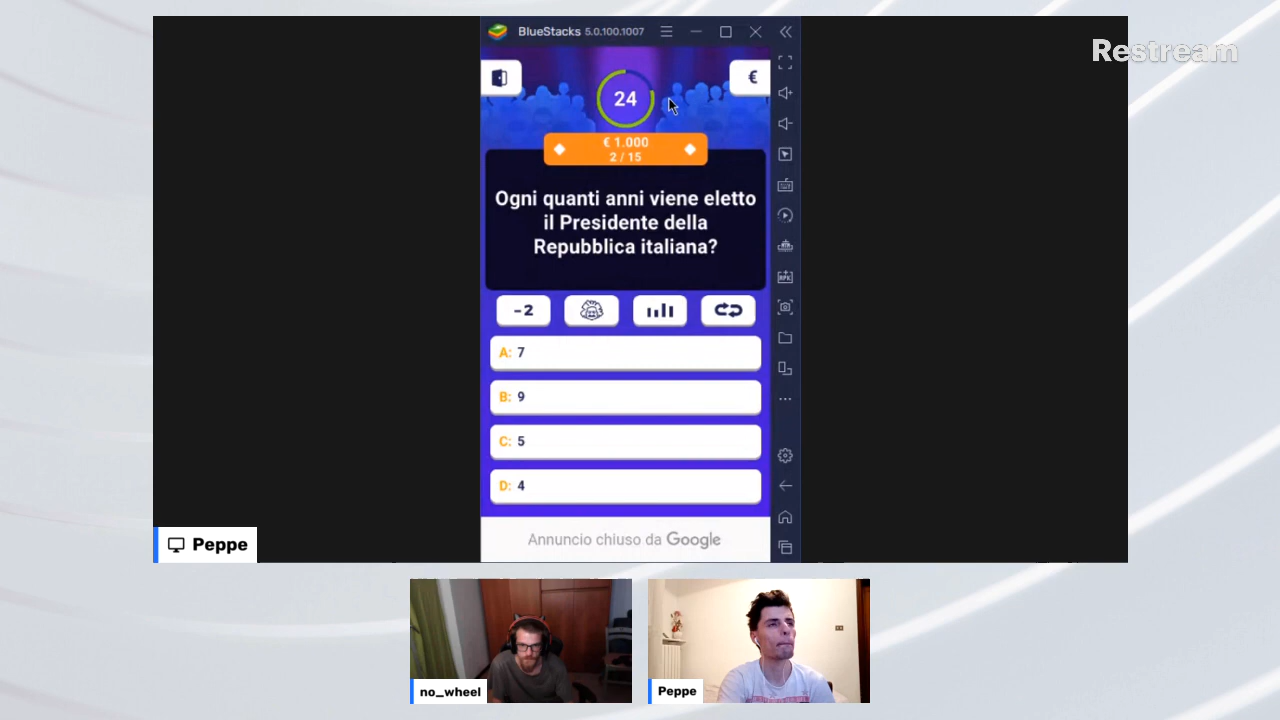 BlueStacks 5.0.100.1007
Restream
€
24
€ 1.000
2 / 15
Ogni quanti anni viene eletto
il Presidente della
Repubblica italiana?
-2
A: 7
B: 9
C: 5
D: 4
Annuncio chiuso da Google
Peppe
no_wheel
Peppe